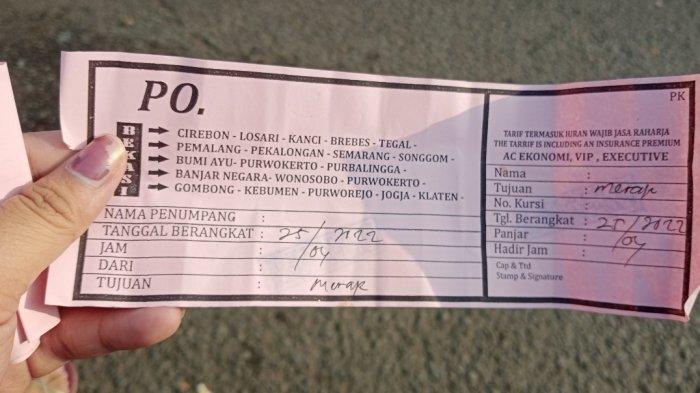 PO.
BEKASI
CIREBON - LOSARI - KANCI - BREBES - TEGAL -
PEMALANG - PEKALONGAN - SEMARANG - SONGGOM -
BUMI AYU - PURWOKERTO - PURBALINGGA -
BANJAR NEGARA - WONOSOBO - PURWOKERTO -
GOMBONG - KEBUMEN - PURWOREJO - JOGJA - KLATEN -
NAMA PENUMPANG :
TANGGAL BERANGKAT : 25/04 2022
JAM :
DARI :
TUJUAN : merak
PK
TARIF TERMASUK IURAN WAJIB JASA RAHARJA
THE TARRIF IS INCLUDING AN INSURANCE PREMIUM
AC EKONOMI, VIP , EXECUTIVE
Nama :
Tujuan : merak
No. Kursi :
Tgl. Berangkat : 25/04 2022
Panjar :
Hadir Jam :
Cap & Ttd
Stamp & Signature